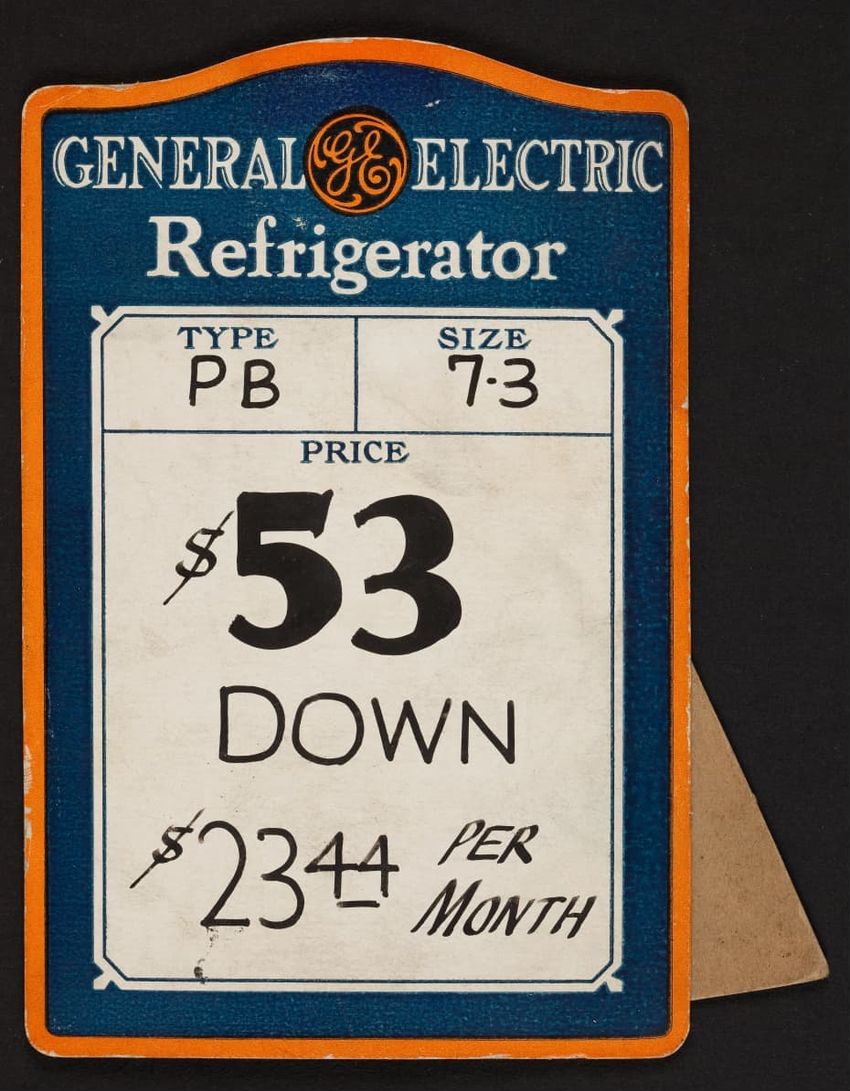 GENERAL GE ELECTRIC
Refrigerator
TYPE SIZE
PB 7.3
PRICE
$53
DOWN
$23 44 PER
MONTH